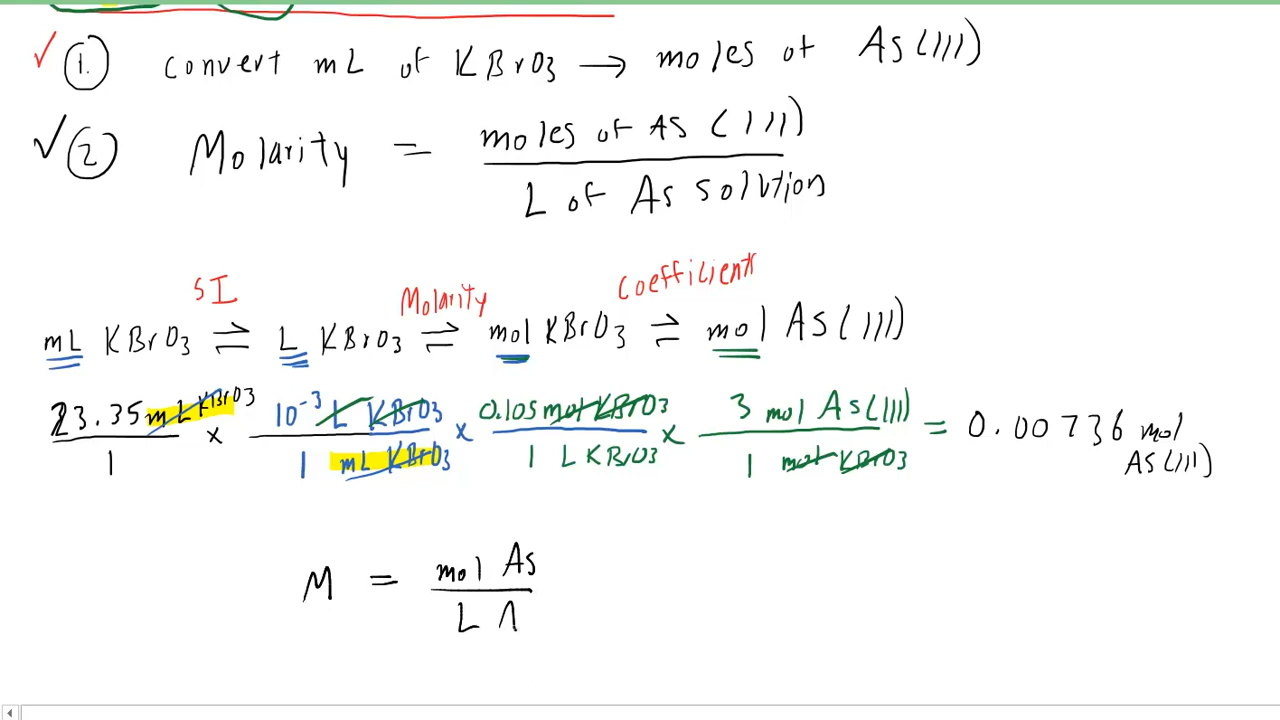 1. convert mL of KBrO3 → moles of As(III)
2 Molarity = moles of As (III)
L of As solution
SI Molarity Coefficients
mL KBrO3 ⇌ L KBrO3 ⇌ mol KBrO3 ⇌ mol As(III)
23.35 mL KBrO3 × 10⁻³ L KBrO3 × 0.105 mol KBrO3 × 3 mol As(III) = 0.00736 mol
1 1 mL KBrO3 1 L KBrO3 1 mol KBrO3 As(III)
M = mol As
L